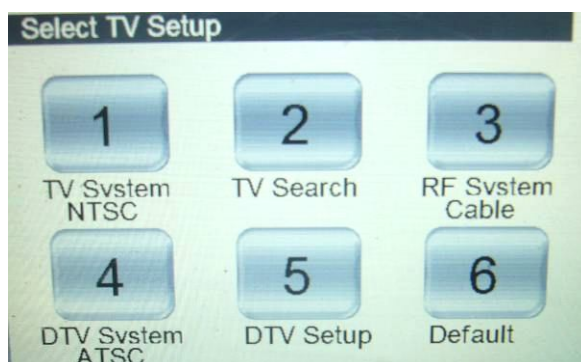 Select TV Setup
1
2
3
TV System
NTSC
TV Search
RF System
Cable
4
5
6
DTV System
ATSC
DTV Setup
Default